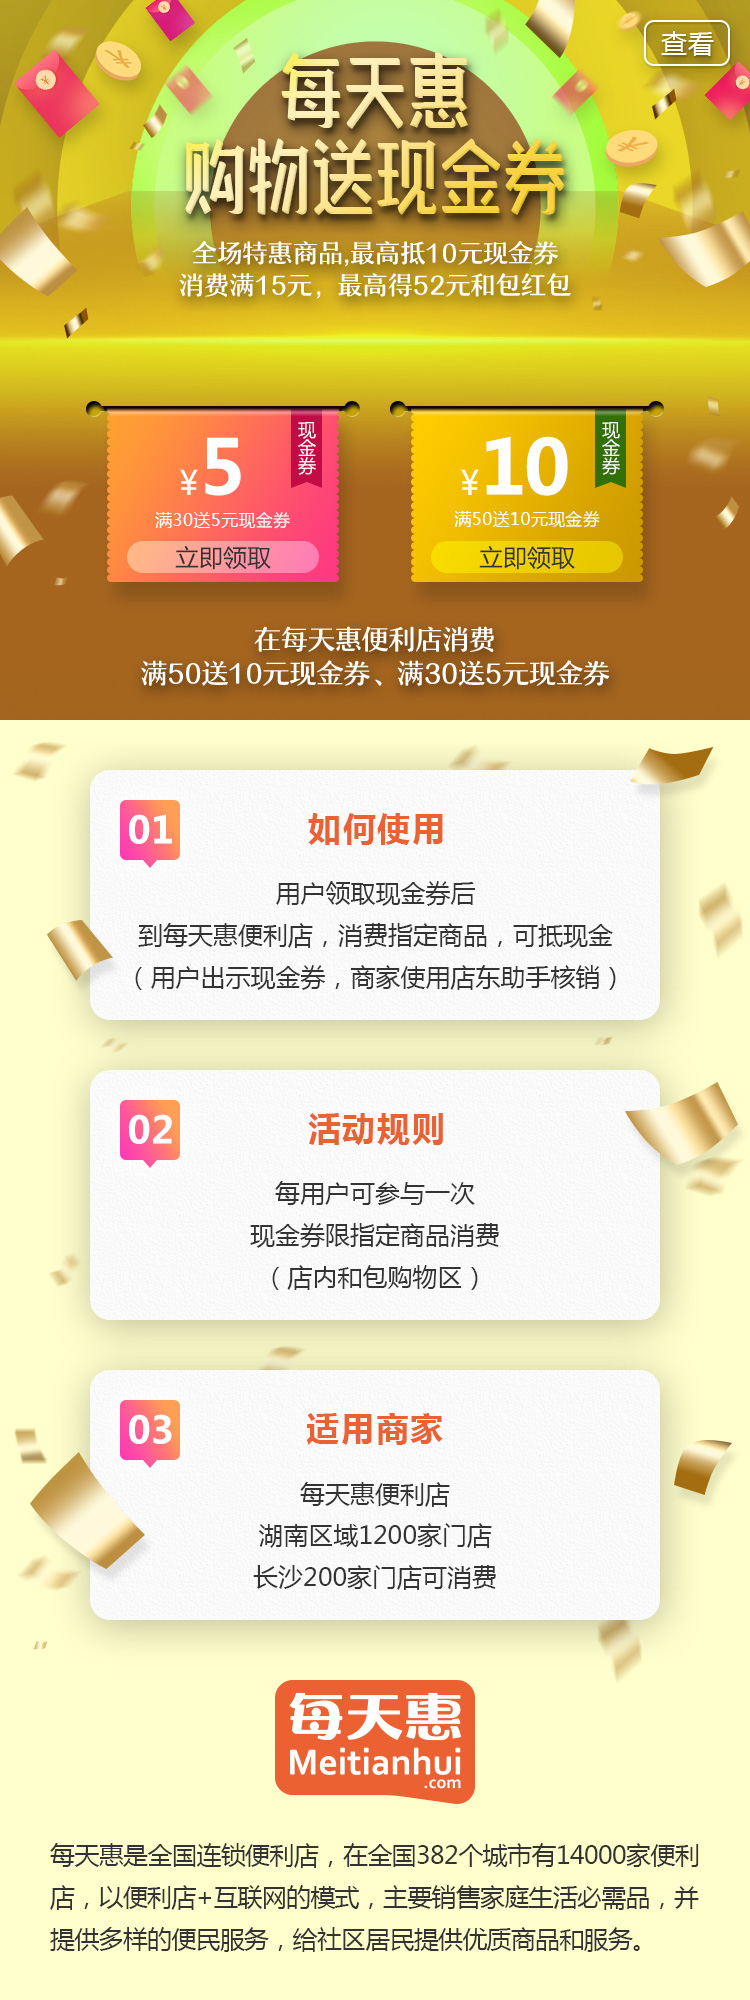 查看
每天惠
购物送现金券
全场特惠商品,最高抵10元现金券
消费满15元，最高得52元和包红包
现金券
¥5
满30送5元现金券
立即领取
现金券
¥10
满50送10元现金券
立即领取
在每天惠便利店消费
满50送10元现金券、满30送5元现金券
01
如何使用
用户领取现金券后
到每天惠便利店，消费指定商品，可抵现金
（用户出示现金券，商家使用店东助手核销）
02
活动规则
每用户可参与一次
现金券限指定商品消费
（店内和包购物区）
03
适用商家
每天惠便利店
湖南区域1200家门店
长沙200家门店可消费
每天惠
Meitianhui
.com
每天惠是全国连锁便利店，在全国382个城市有14000家便利
店，以便利店+互联网的模式，主要销售家庭生活必需品，并
提供多样的便民服务，给社区居民提供优质商品和服务。